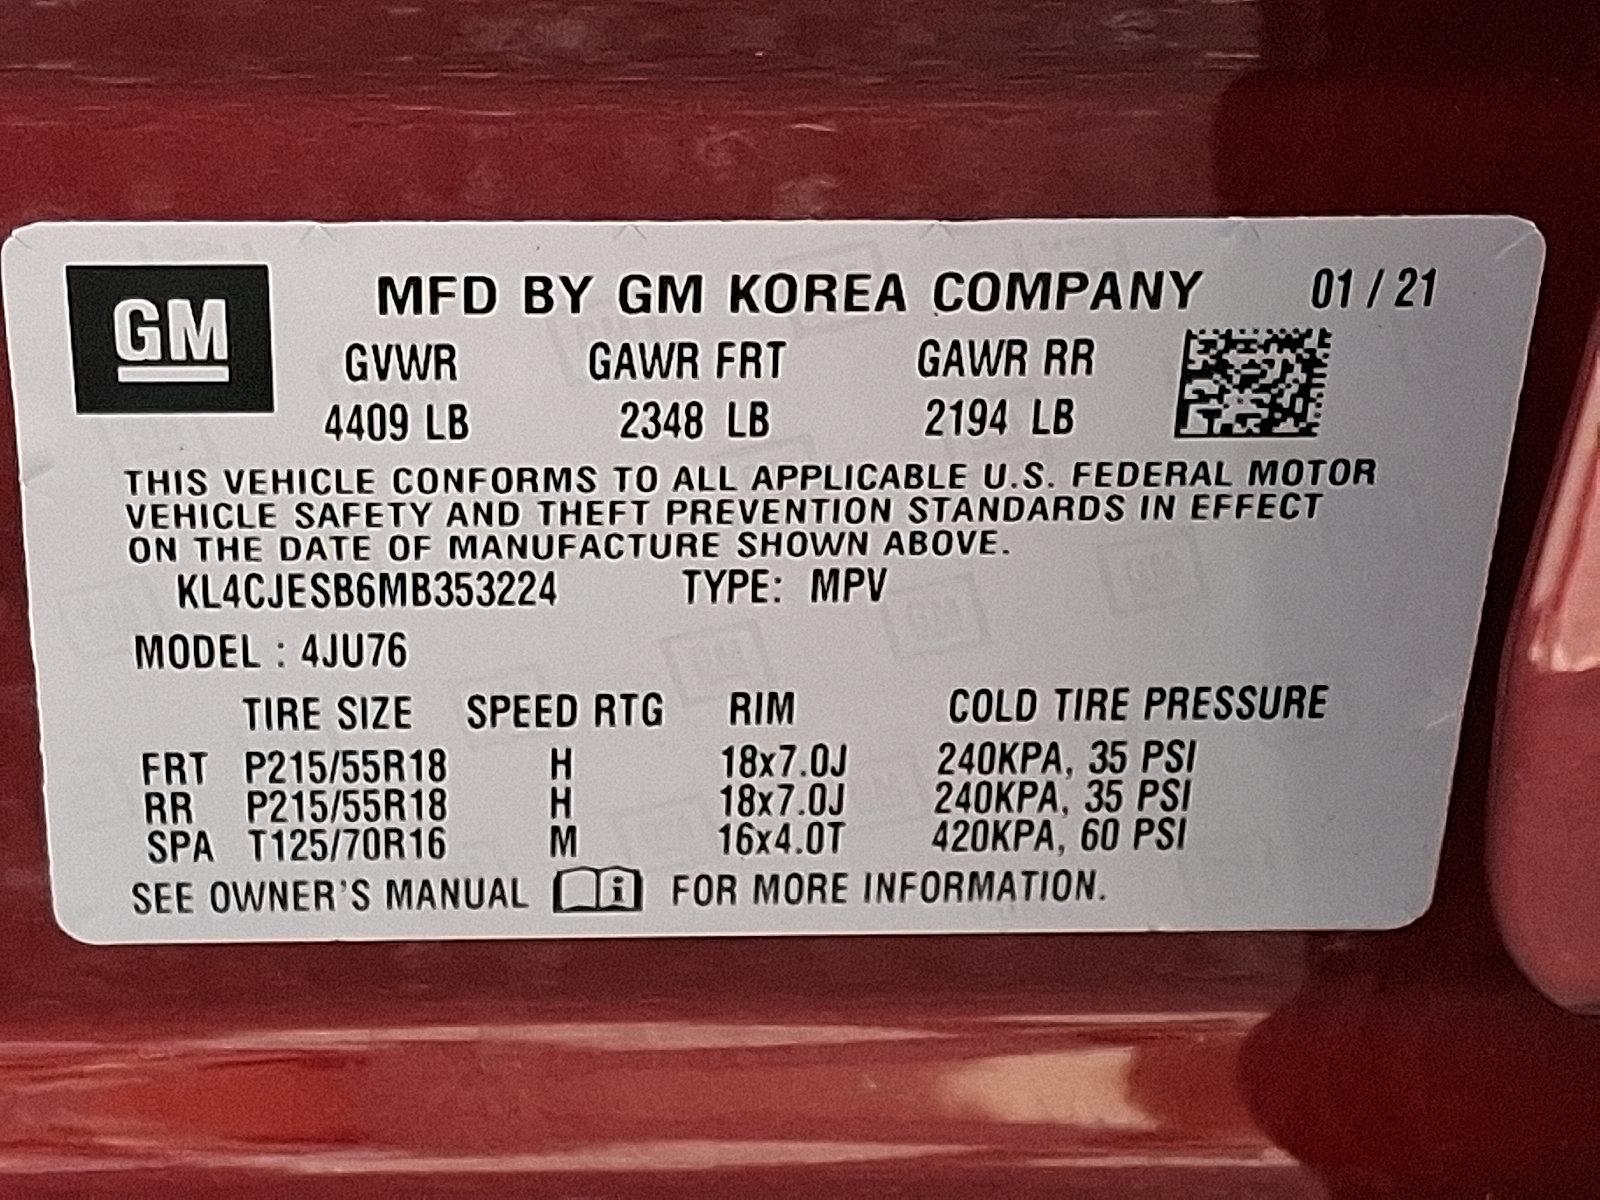 GM
MFD BY GM KOREA COMPANY 01 / 21
GVWR GAWR FRT GAWR RR
4409 LB 2348 LB 2194 LB
THIS VEHICLE CONFORMS TO ALL APPLICABLE U.S. FEDERAL MOTOR
VEHICLE SAFETY AND THEFT PREVENTION STANDARDS IN EFFECT
ON THE DATE OF MANUFACTURE SHOWN ABOVE.
KL4CJESB6MB353224 TYPE: MPV
MODEL : 4JU76
TIRE SIZE SPEED RTG RIM COLD TIRE PRESSURE
FRT P215/55R18 H 18x7.0J 240KPA, 35 PSI
RR P215/55R18 H 18x7.0J 240KPA, 35 PSI
SPA T125/70R16 M 16x4.0T 420KPA, 60 PSI
SEE OWNER'S MANUAL i FOR MORE INFORMATION.